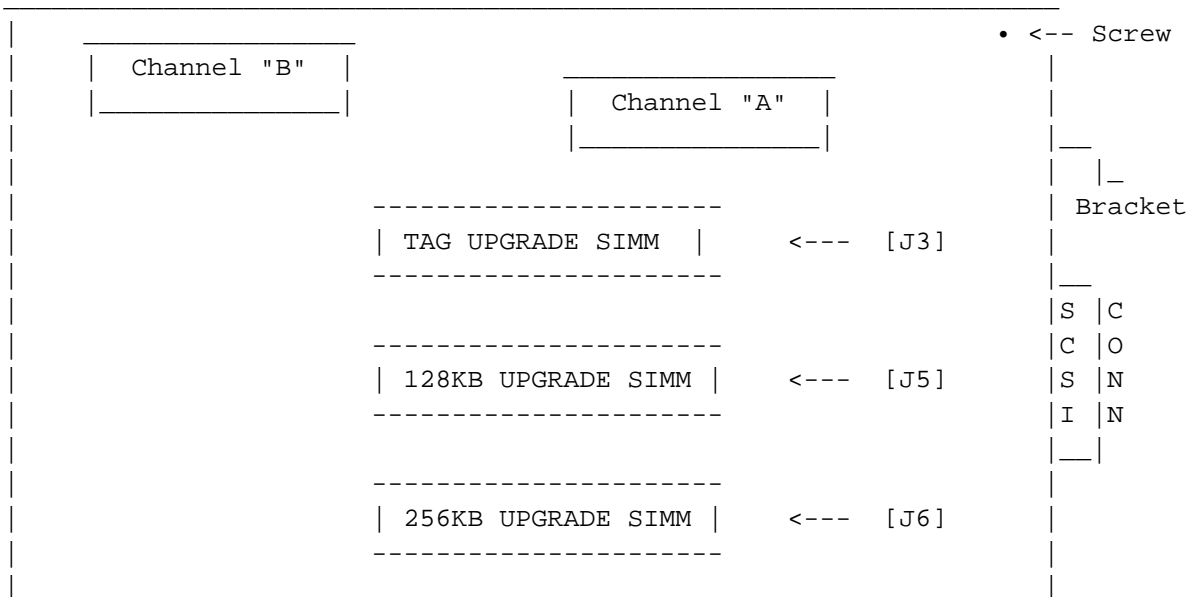 • <-- Screw
Channel "B"
Channel "A"
Bracket
TAG UPGRADE SIMM <--- [J3]
S C
C O
128KB UPGRADE SIMM <--- [J5] S N
I N
256KB UPGRADE SIMM <--- [J6]